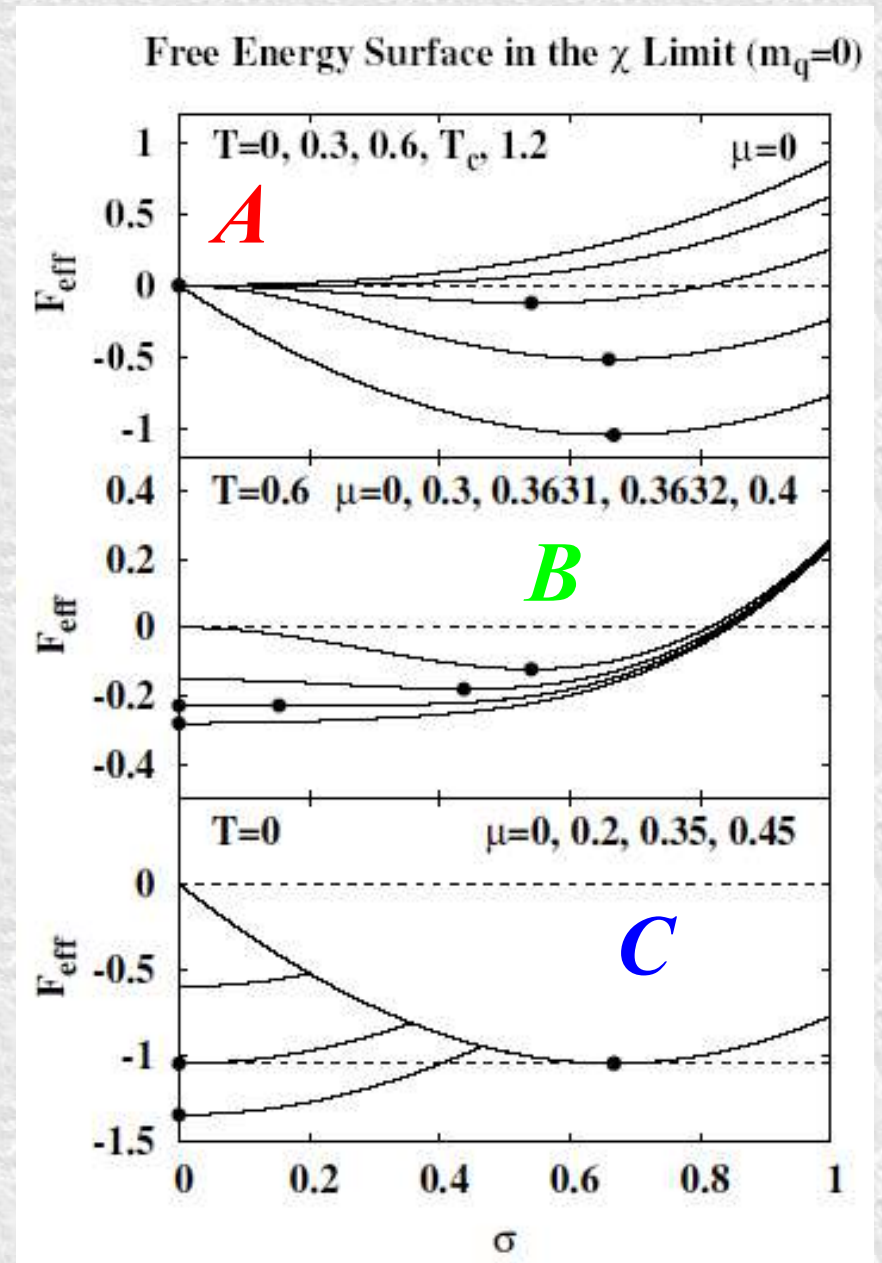 Free Energy Surface in the χ Limit (m_q=0)
T=0, 0.3, 0.6, T_c, 1.2 μ=0
A
1
0.5
0
-0.5
-1
F_eff
T=0.6 μ=0, 0.3, 0.3631, 0.3632, 0.4
B
0.4
0.2
0
-0.2
-0.4
F_eff
T=0 μ=0, 0.2, 0.35, 0.45
C
0
-0.5
-1
-1.5
F_eff
0 0.2 0.4 0.6 0.8 1
σ